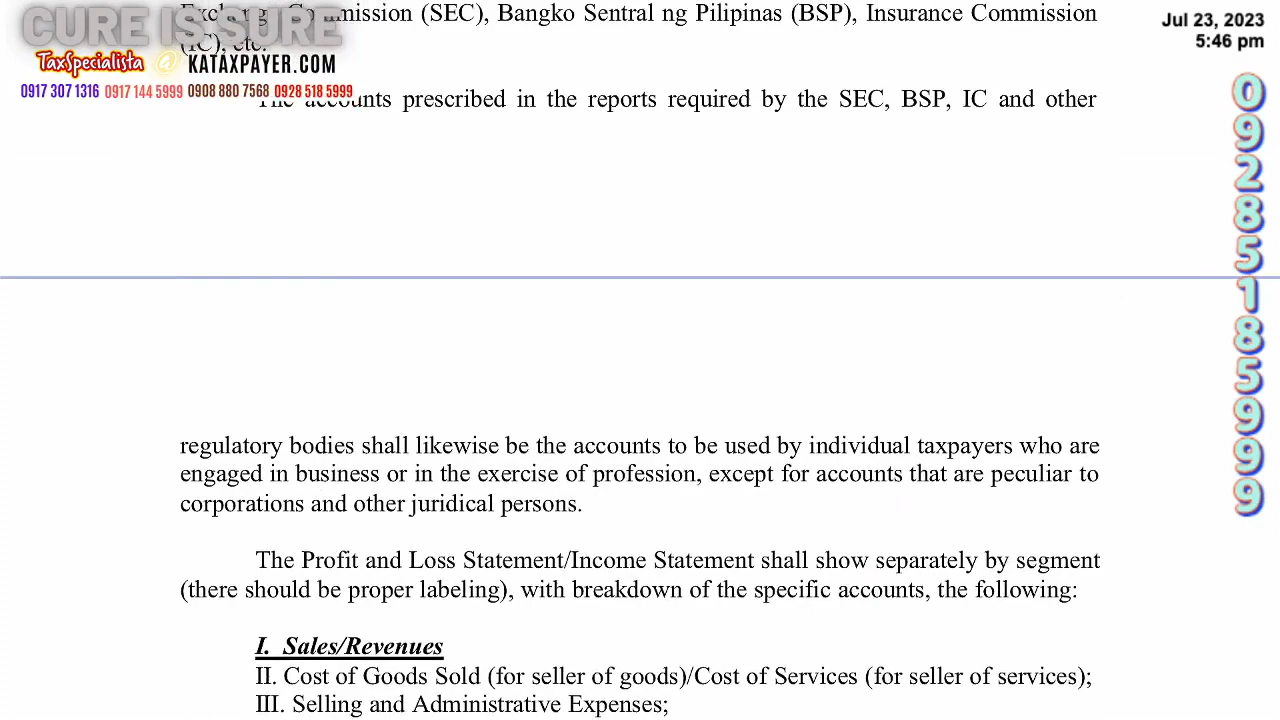 Exchange Commission (SEC), Bangko Sentral ng Pilipinas (BSP), Insurance Commission
(IC), etc.
CURE IS SURE
TaxSpecialista @ KATAXPAYER.COM
0917 307 1316 0917 144 5999 0908 880 7568 0928 518 5999
Jul 23, 2023
5:46 pm
09285185999
The accounts prescribed in the reports required by the SEC, BSP, IC and other
regulatory bodies shall likewise be the accounts to be used by individual taxpayers who are
engaged in business or in the exercise of profession, except for accounts that are peculiar to
corporations and other juridical persons.
The Profit and Loss Statement/Income Statement shall show separately by segment
(there should be proper labeling), with breakdown of the specific accounts, the following:
I. Sales/Revenues
II. Cost of Goods Sold (for seller of goods)/Cost of Services (for seller of services);
III. Selling and Administrative Expenses;